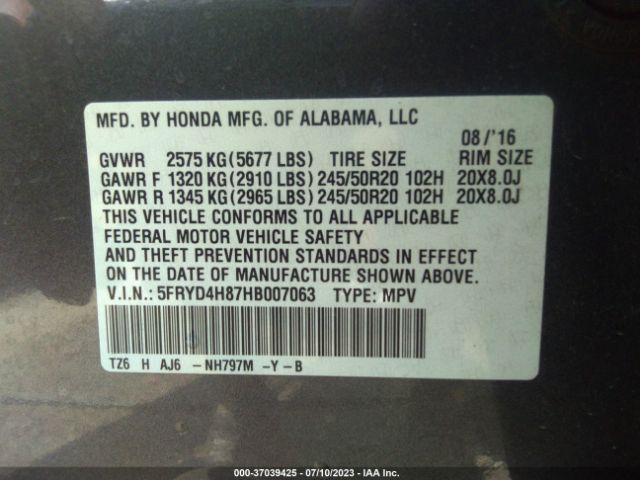 MFD. BY HONDA MFG. OF ALABAMA, LLC
08/'16
GVWR 2575 KG(5677 LBS) TIRE SIZE RIM SIZE
GAWR F 1320 KG(2910 LBS) 245/50R20 102H 20X8.0J
GAWR R 1345 KG(2965 LBS) 245/50R20 102H 20X8.0J
THIS VEHICLE CONFORMS TO ALL APPLICABLE
FEDERAL MOTOR VEHICLE SAFETY
AND THEFT PREVENTION STANDARDS IN EFFECT
ON THE DATE OF MANUFACTURE SHOWN ABOVE.
V.I.N.: 5FRYD4H87HB007063 TYPE: MPV
TZ6 H AJ6 -NH797M -Y-B
000-37039425 - 07/10/2023 - IAA Inc.